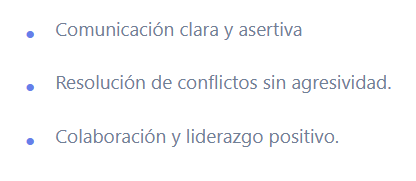 Comunicación clara y asertiva
Resolución de conflictos sin agresividad.
Colaboración y liderazgo positivo.